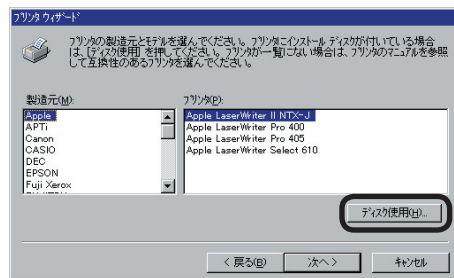 プリンタ ウィザード
プリンタの製造元とモデルを選んでください。プリンタにインストール ディスクが付いている場合
は、[ディスク使用] を押してください。プリンタが一覧にない場合は、プリンタのマニュアルを参照
して互換性のあるプリンタを選んでください。
製造元(M):
プリンタ(P):
Apple
APTi
Canon
CASIO
DEC
EPSON
Fuji Xerox
Apple LaserWriter II NTX-J
Apple LaserWriter Pro 400
Apple LaserWriter Pro 405
Apple LaserWriter Select 610
ディスク使用(H)...
< 戻る(B)
次へ >
キャンセル